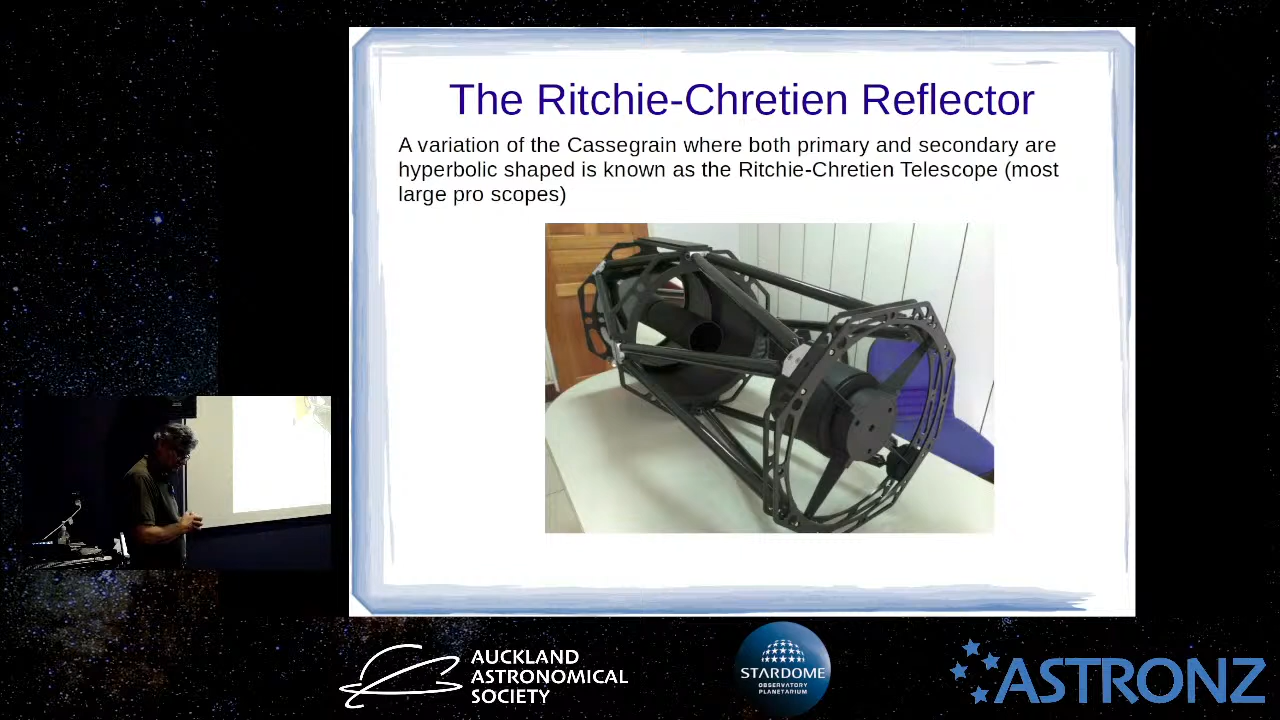 The Ritchie-Chretien Reflector
A variation of the Cassegrain where both primary and secondary are
hyperbolic shaped is known as the Ritchie-Chretien Telescope (most
large pro scopes)
AUCKLAND
ASTRONOMICAL
SOCIETY
STARDOME
OBSERVATORY
PLANETARIUM
ASTRONZ